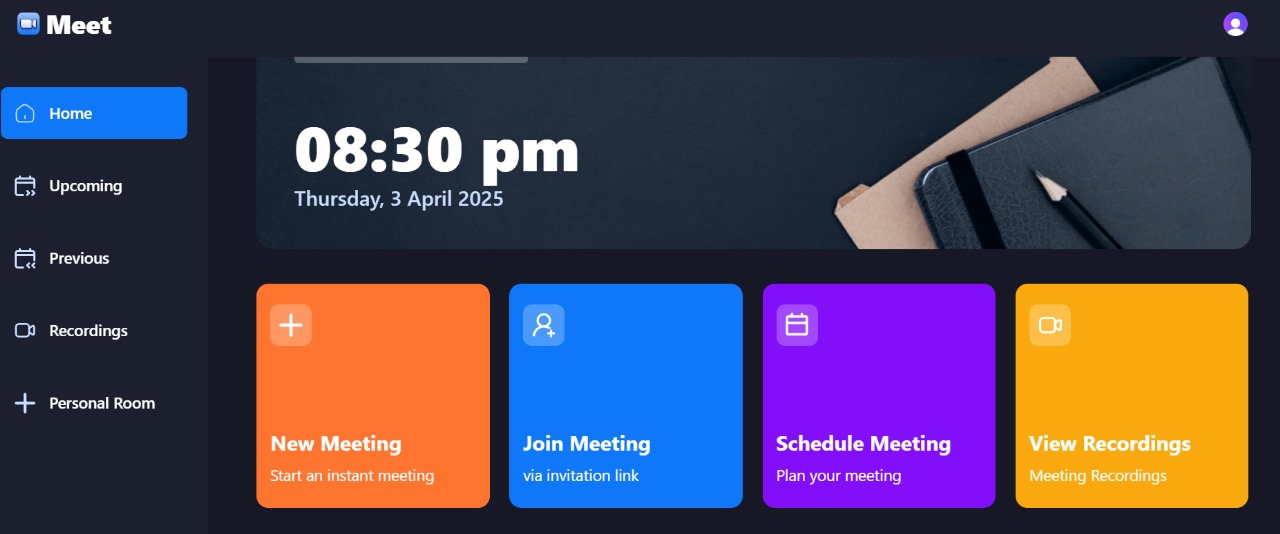 Meet
Home
Upcoming
Previous
Recordings
Personal Room
08:30 pm
Thursday, 3 April 2025
New Meeting
Start an instant meeting
Join Meeting
via invitation link
Schedule Meeting
Plan your meeting
View Recordings
Meeting Recordings